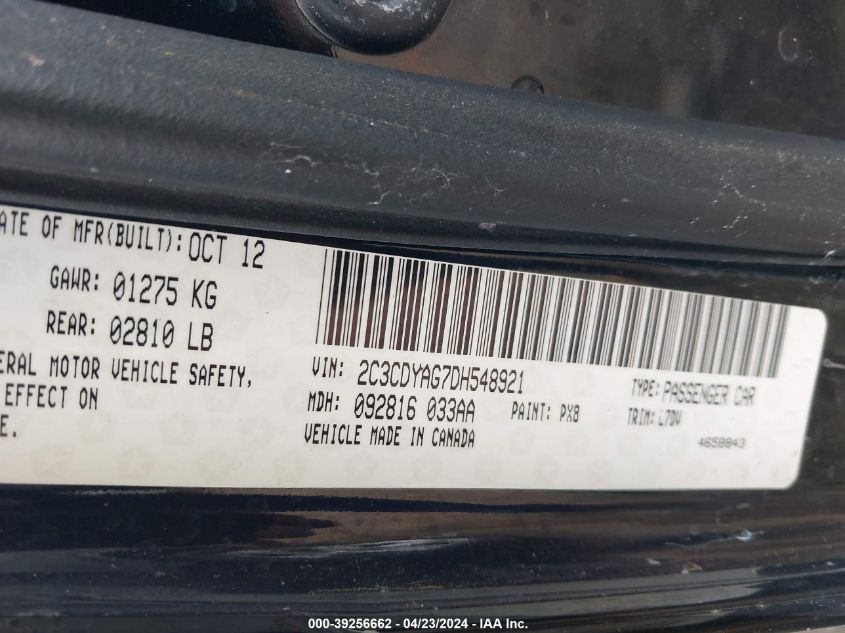 ATE OF MFR(BUILT): OCT 12
GAWR: 01275 KG
REAR: 02810 LB
ERAL MOTOR VEHICLE SAFETY,
EFFECT ON
E.
VIN: 2C3CDYAG7DH548921
TYPE: PASSENGER CAR
MDH: 092816 033AA
PAINT: PX8
TRIM: L7DV
VEHICLE MADE IN CANADA
4658843
000-39256662 - 04/23/2024 - IAA Inc.